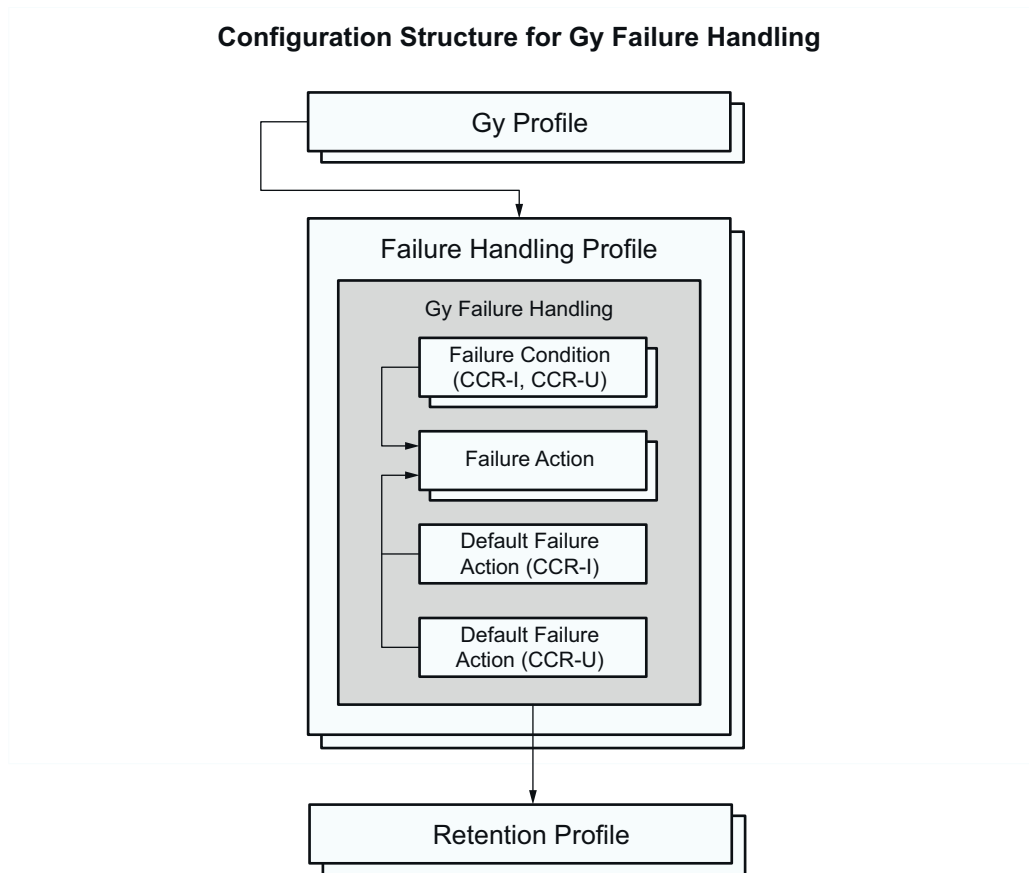 Configuration Structure for Gy Failure Handling
Gy Profile
Failure Handling Profile
Gy Failure Handling
Failure Condition
(CCR-I, CCR-U)
Failure Action
Default Failure
Action (CCR-I)
Default Failure
Action (CCR-U)
Retention Profile